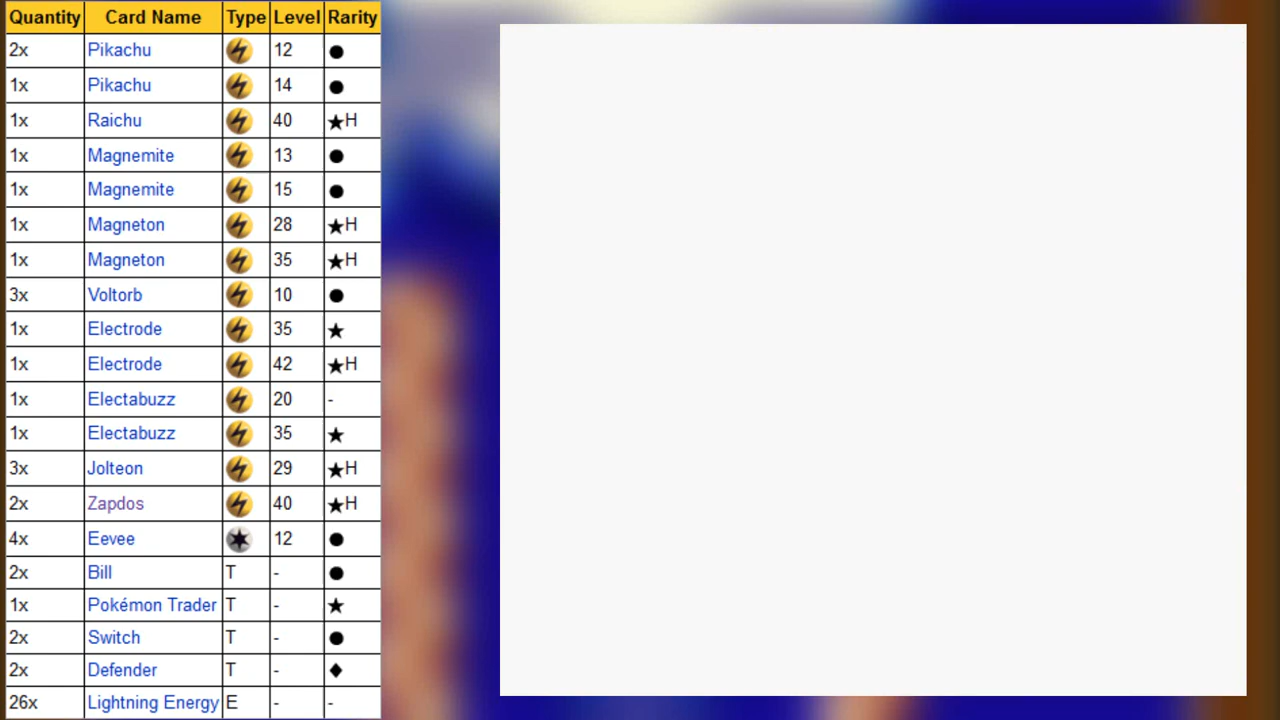 Quantity Card Name Type Level Rarity
2x Pikachu 12 ●
1x Pikachu 14 ●
1x Raichu 40 ★H
1x Magnemite 13 ●
1x Magnemite 15 ●
1x Magneton 28 ★H
1x Magneton 35 ★H
3x Voltorb 10 ●
1x Electrode 35 ★
1x Electrode 42 ★H
1x Electabuzz 20 -
1x Electabuzz 35 ★
3x Jolteon 29 ★H
2x Zapdos 40 ★H
4x Eevee 12 ●
2x Bill T - ●
1x Pokémon Trader T - ★
2x Switch T - ●
2x Defender T - ♦
26x Lightning Energy E - -